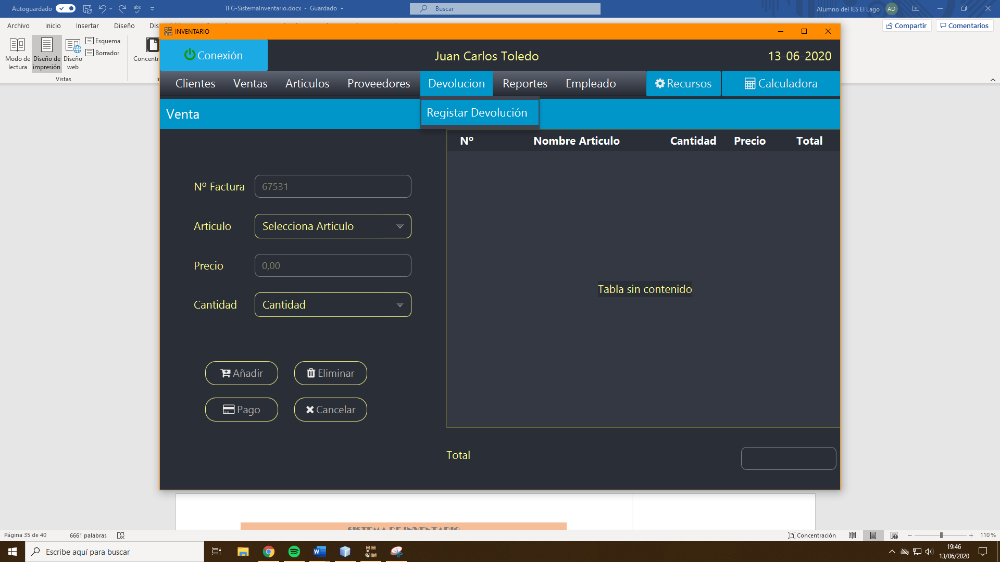 Autoguardado
TFG-SistemaInventario.docx - Guardado
Buscar
Alumno del IES El Lago
AD
Archivo
Inicio
Insertar
Diseño
Compartir
Comentarios
INVENTARIO
Modo de lectura
Diseño de impresión
Diseño web
Esquema
Borrador
Vistas
Conexión
Juan Carlos Toledo
13-06-2020
Clientes
Ventas
Articulos
Proveedores
Devolucion
Reportes
Empleado
Recursos
Calculadora
Venta
Registar Devolución
Nº
Nombre Articulo
Cantidad
Precio
Total
Nº Factura
67531
Articulo
Selecciona Articulo
Precio
0,00
Cantidad
Cantidad
Tabla sin contenido
Añadir
Eliminar
Pago
Cancelar
Total
SISTEMA DE INVENTARIO
Página 35 de 40
6661 palabras
Concentración
110 %
Escribe aquí para buscar
19:46
13/06/2020